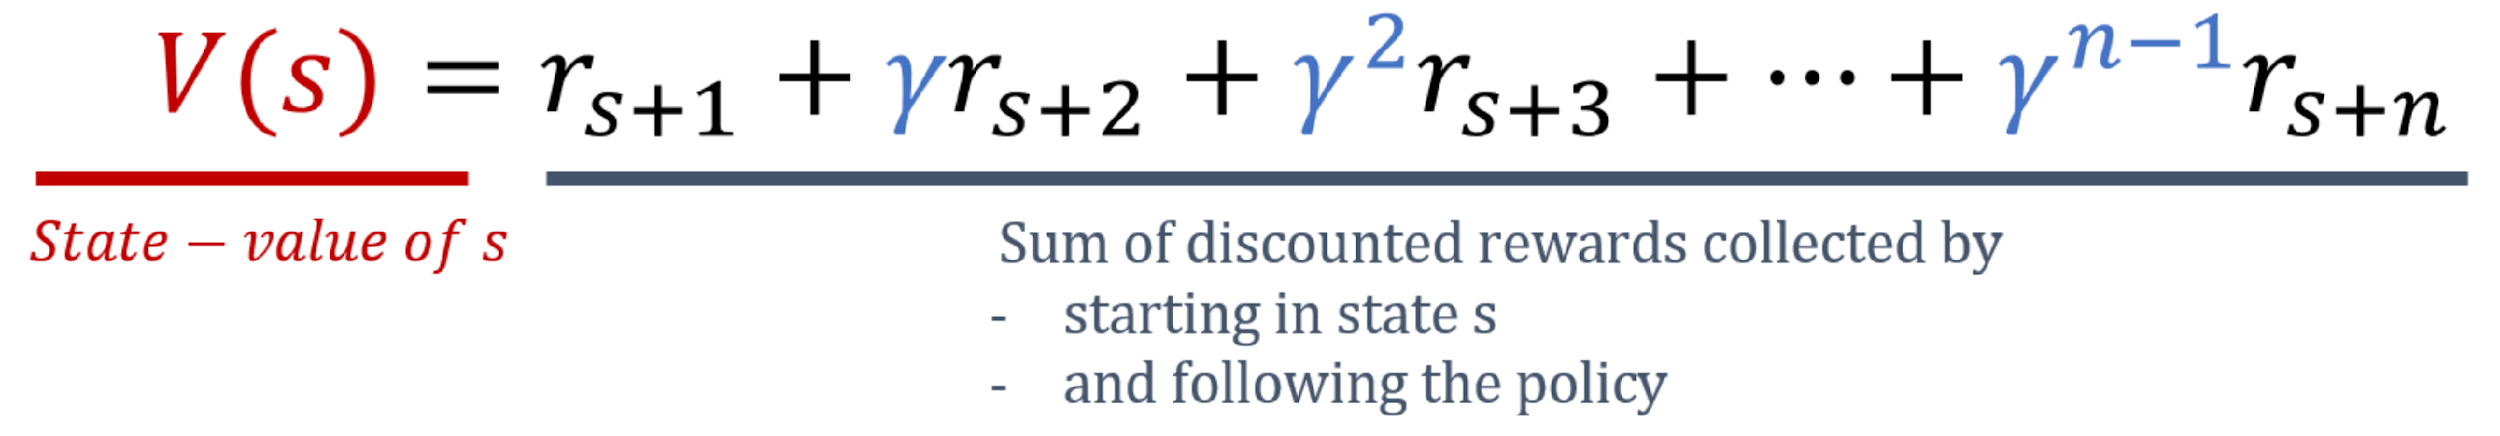 V(s) = r_{s+1} + γr_{s+2} + γ^2r_{s+3} + ··· + γ^{n−1}r_{s+n}
State − value of s
Sum of discounted rewards collected by
- starting in state s
- and following the policy